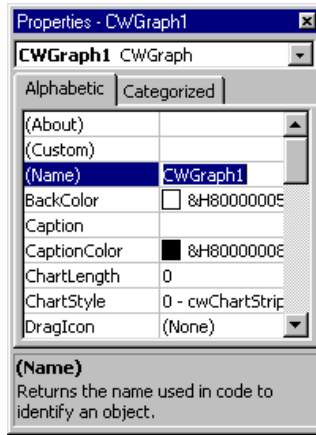 Properties - CWGraph1
CWGraph1 CWGraph
Alphabetic Categorized
(About)
(Custom)
(Name) CWGraph1
BackColor &H80000005
Caption
CaptionColor &H80000008
ChartLength 0
ChartStyle 0 - cwChartStrip
DragIcon (None)
(Name)
Returns the name used in code to
identify an object.